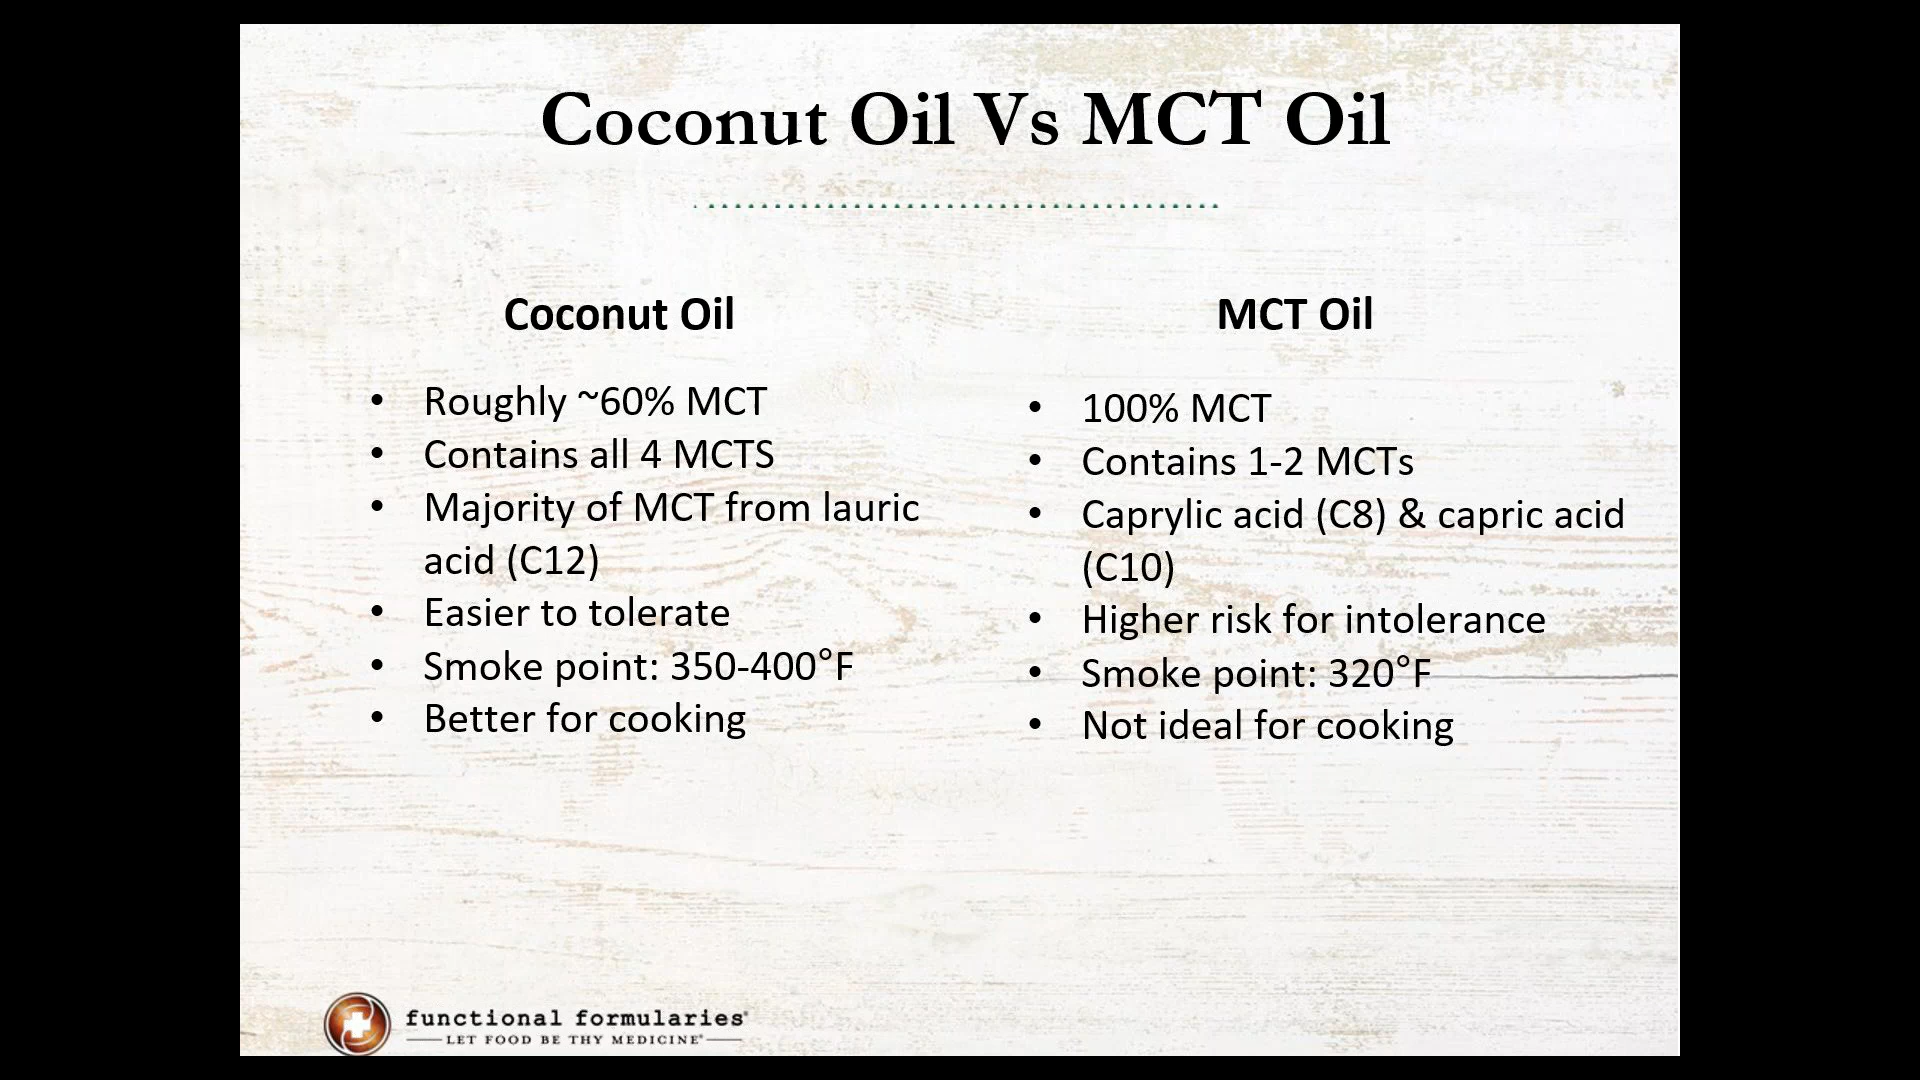 Coconut Oil Vs MCT Oil
Coconut Oil
• Roughly ~60% MCT
• Contains all 4 MCTS
• Majority of MCT from lauric
acid (C12)
• Easier to tolerate
• Smoke point: 350-400°F
• Better for cooking
MCT Oil
• 100% MCT
• Contains 1-2 MCTs
• Caprylic acid (C8) & capric acid
(C10)
• Higher risk for intolerance
• Smoke point: 320°F
• Not ideal for cooking
functional formularies®
LET FOOD BE THY MEDICINE®